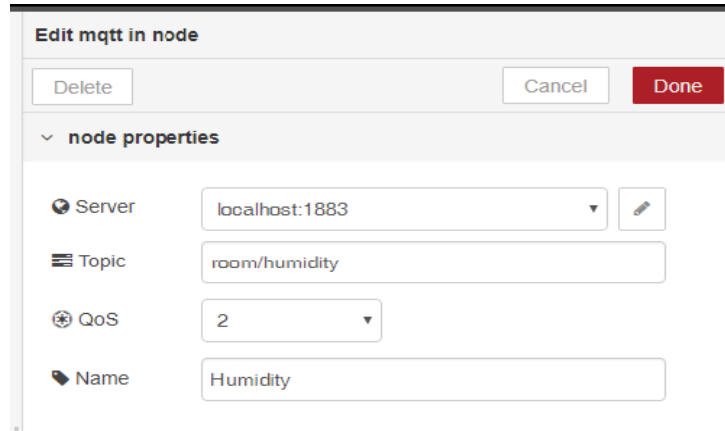 Edit mqtt in node
Delete Cancel Done
node properties
Server localhost:1883
Topic room/humidity
QoS 2
Name Humidity